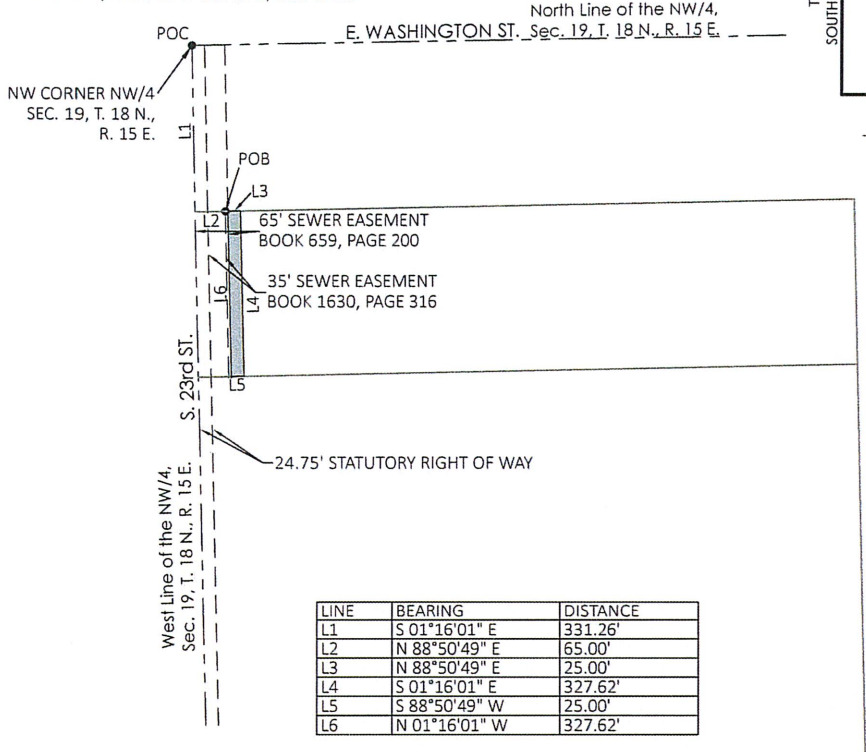 T
SOUTH
North Line of the NW/4,
E. WASHINGTON ST. Sec. 19, T. 18 N., R. 15 E.
POC
NW CORNER NW/4
SEC. 19, T. 18 N.,
R. 15 E.
L1
POB
L3
L2
65' SEWER EASEMENT
BOOK 659, PAGE 200
35' SEWER EASEMENT
BOOK 1630, PAGE 316
L6
L4
L5
S. 23rd ST.
24.75' STATUTORY RIGHT OF WAY
West Line of the NW/4,
Sec. 19, T. 18 N., R. 15 E.
LINE BEARING DISTANCE
L1 S 01°16'01" E 331.26'
L2 N 88°50'49" E 65.00'
L3 N 88°50'49" E 25.00'
L4 S 01°16'01" E 327.62'
L5 S 88°50'49" W 25.00'
L6 N 01°16'01" W 327.62'